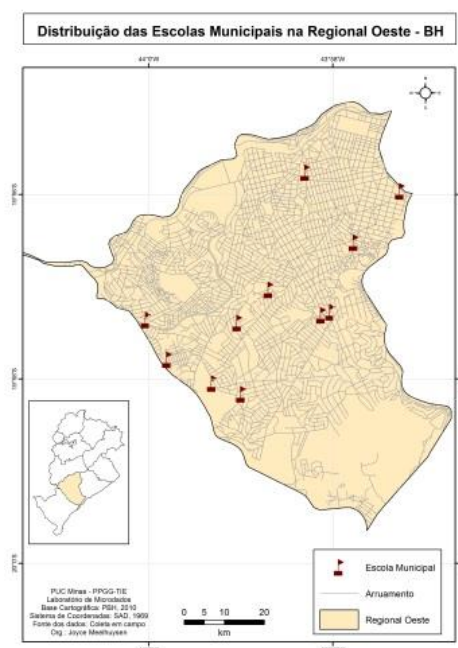 Distribuição das Escolas Municipais na Regional Oeste - BH
44°0'W
43°58'W
20°0'S
Escola Municipal
Arruamento
Regional Oeste
PUC Minas - PPGG-TIE
Laboratório de Microdados
Base Cartográfica: PBH, 2010
Sistema de Coordenadas: SAD, 1969
Fonte dos dados: Coleta em campo
Org.: Joyce Meelhuysen
0 5 10 20
km